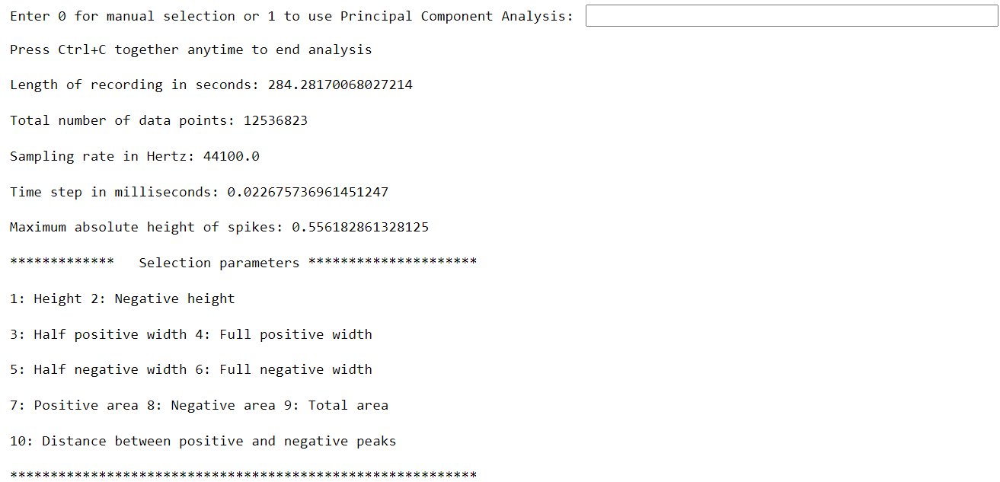 Enter 0 for manual selection or 1 to use Principal Component Analysis:
Press Ctrl+C together anytime to end analysis
Length of recording in seconds: 284.28170068027214
Total number of data points: 12536823
Sampling rate in Hertz: 44100.0
Time step in milliseconds: 0.022675736961451247
Maximum absolute height of spikes: 0.556182861328125
************* Selection parameters *********************
1: Height 2: Negative height
3: Half positive width 4: Full positive width
5: Half negative width 6: Full negative width
7: Positive area 8: Negative area 9: Total area
10: Distance between positive and negative peaks
**********************************************************